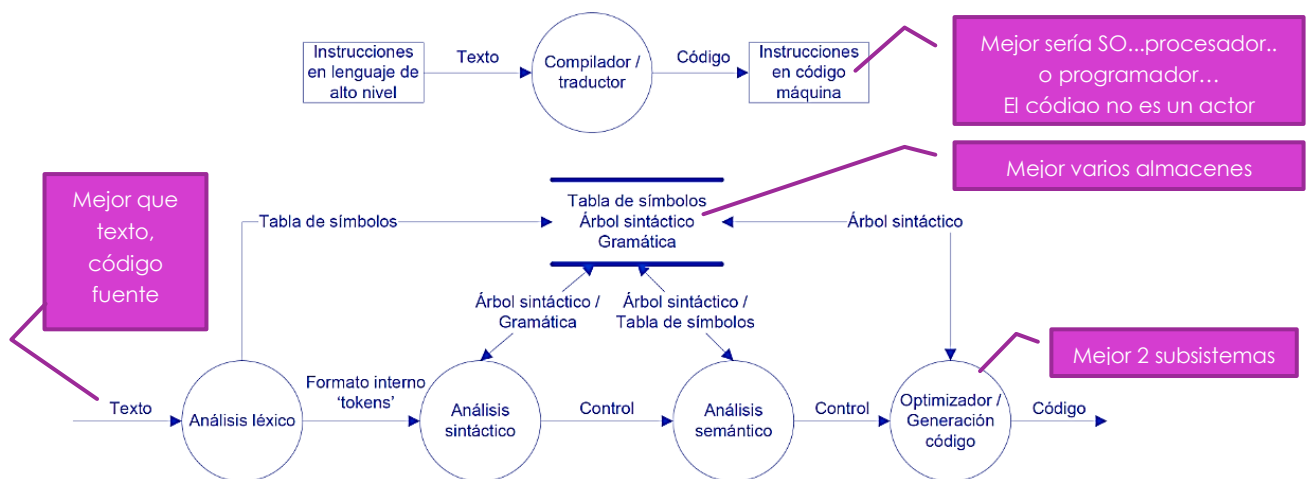 Instrucciones
en lenguaje de
alto nivel
Texto
Compilador /
traductor
Código
Instrucciones
en código
máquina
Mejor sería SO...procesador..
o programador...
El códiao no es un actor
Mejor varios almacenes
Mejor que
texto,
código
fuente
Tabla de símbolos
Tabla de símbolos
Árbol sintáctico
Gramática
Árbol sintáctico
Árbol sintáctico /
Gramática
Árbol sintáctico /
Tabla de símbolos
Mejor 2 subsistemas
Texto
Análisis léxico
Formato interno
'tokens'
Análisis
sintáctico
Control
Análisis
semántico
Control
Optimizador /
Generación
código
Código